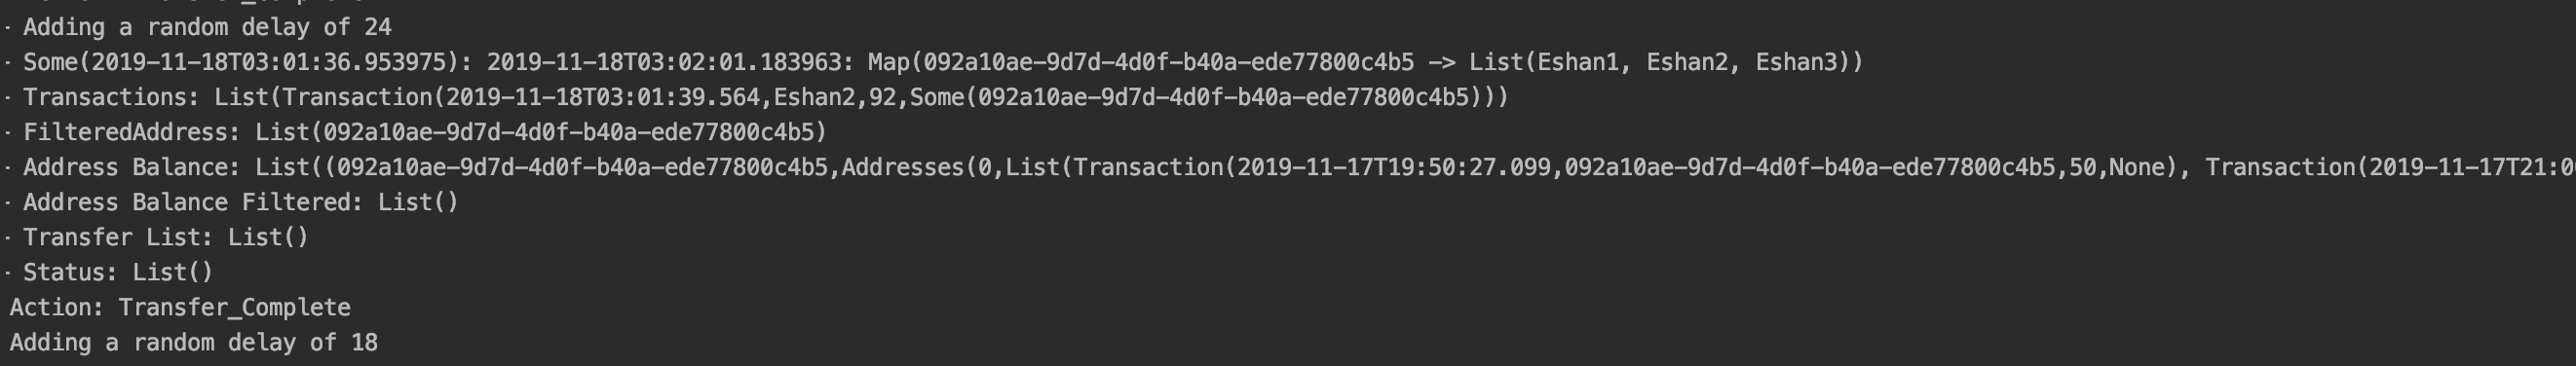 · Adding a random delay of 24
· Some(2019-11-18T03:01:36.953975): 2019-11-18T03:02:01.183963: Map(092a10ae-9d7d-4d0f-b40a-ede77800c4b5 -> List(Eshan1, Eshan2, Eshan3))
· Transactions: List(Transaction(2019-11-18T03:01:39.564,Eshan2,92,Some(092a10ae-9d7d-4d0f-b40a-ede77800c4b5)))
· FilteredAddress: List(092a10ae-9d7d-4d0f-b40a-ede77800c4b5)
· Address Balance: List((092a10ae-9d7d-4d0f-b40a-ede77800c4b5,Addresses(0,List(Transaction(2019-11-17T19:50:27.099,092a10ae-9d7d-4d0f-b40a-ede77800c4b5,50,None), Transaction(2019-11-17T21:0
· Address Balance Filtered: List()
· Transfer List: List()
· Status: List()
Action: Transfer_Complete
Adding a random delay of 18